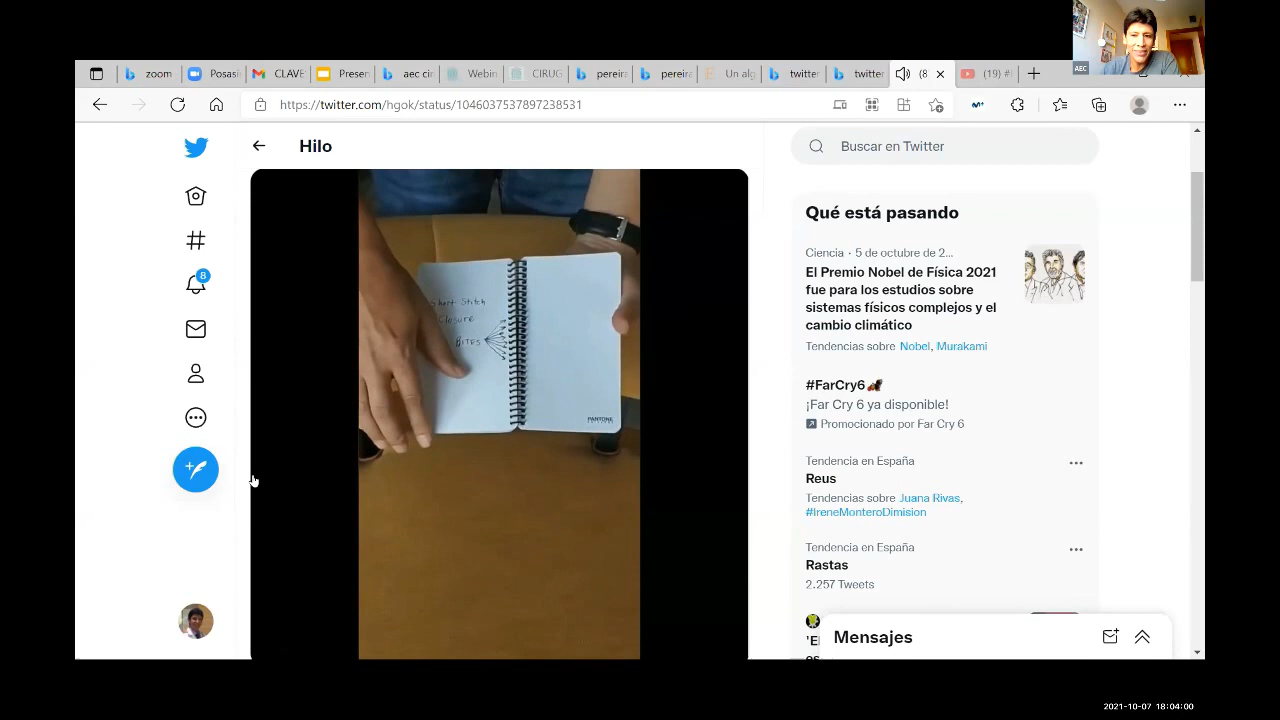 AEC
zoom
Posasi
CLAVE
Presen
aec cir
Webin
CIRUG
pereira
pereira
Un alg
twitter
twitter
(8
(19) #
https://twitter.com/hgok/status/1046037537897238531
Hilo
Buscar en Twitter
8
Short Stitch
Closure
BITES
PANTONE
Qué está pasando
Ciencia · 5 de octubre de 2...
El Premio Nobel de Física 2021
fue para los estudios sobre
sistemas físicos complejos y el
cambio climático
Tendencias sobre Nobel, Murakami
#FarCry6
¡Far Cry 6 ya disponible!
Promocionado por Far Cry 6
Tendencia en España
Reus
Tendencias sobre Juana Rivas,
#IreneMonteroDimision
Tendencia en España
Rastas
2.257 Tweets
Mensajes
2021-10-07 18:04:00